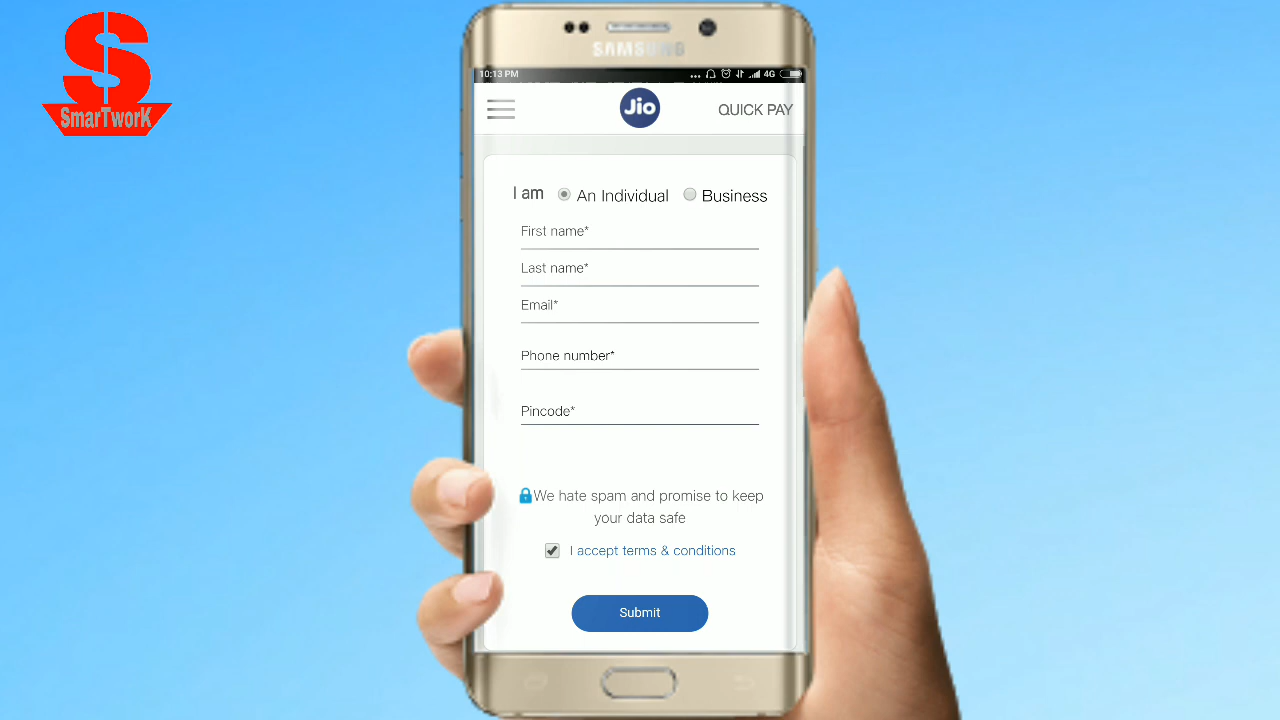 S
SmarTworK
SAMSUNG
10:13 PM
4G
Jio
QUICK PAY
I am An Individual Business
First name*
Last name*
Email*
Phone number*
Pincode*
We hate spam and promise to keep
your data safe
I accept terms & conditions
Submit